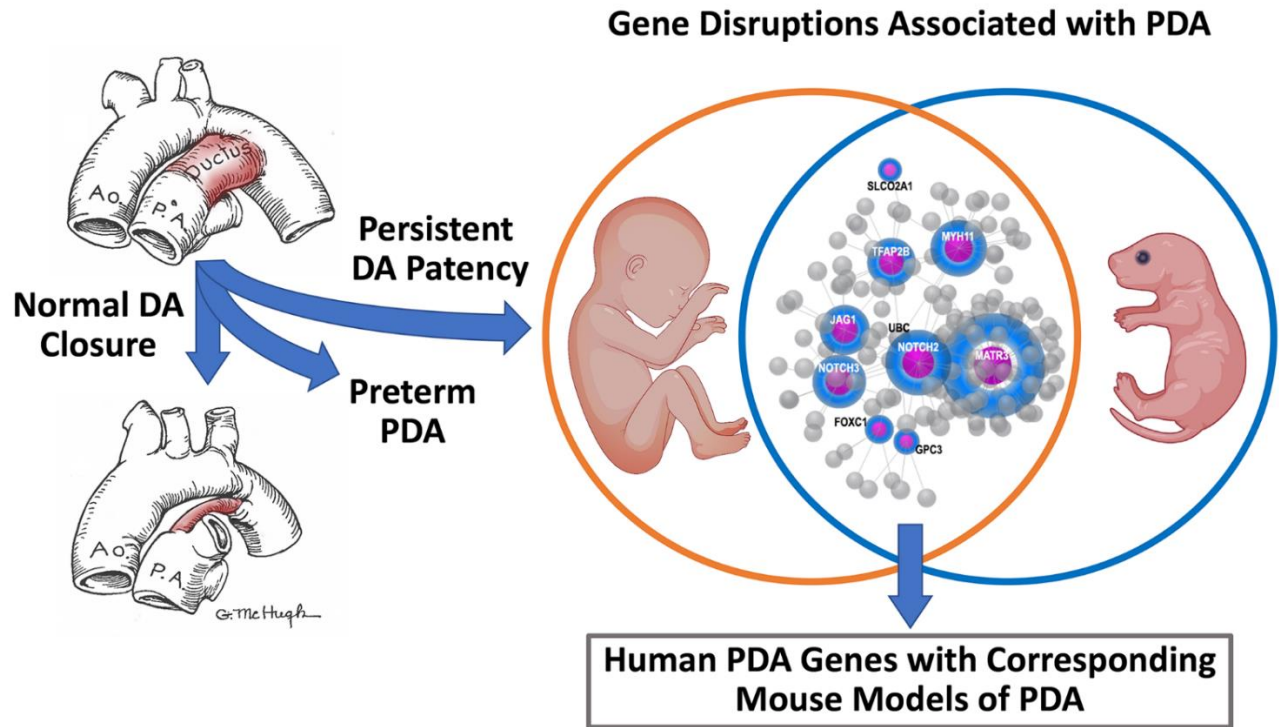 Gene Disruptions Associated with PDA
Ductus
Ao.
P.A.
Persistent
DA Patency
Normal DA
Closure
Preterm
PDA
Ao.
P.A.
G. McHugh
SLCO2A1
MYH11
TFAP2B
JAG1
UBC
NOTCH2
MATR3
NOTCH3
FOXC1
GPC3
Human PDA Genes with Corresponding
Mouse Models of PDA